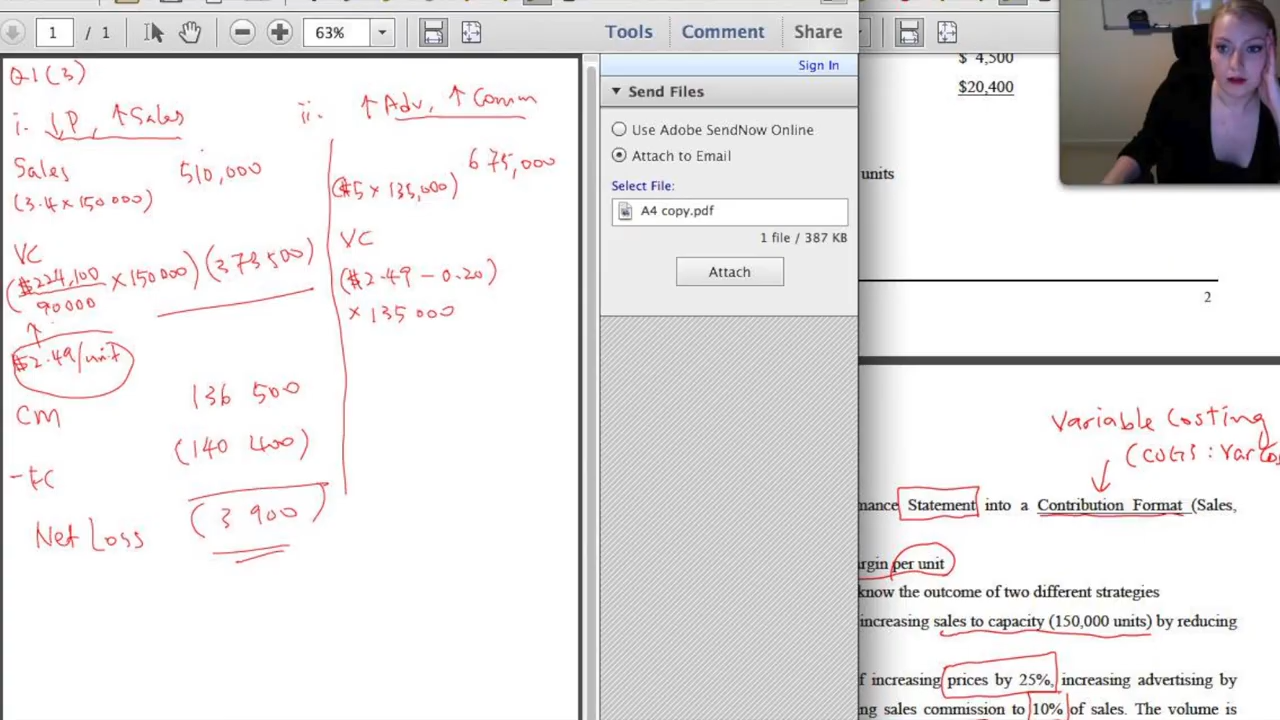 1 / 1
63%
Tools
Comment
Share
Sign In
Send Files
Use Adobe SendNow Online
Attach to Email
Select File:
A4 copy.pdf
1 file / 387 KB
Attach
Q1(3)
i. ↓P, ↑Sales
Sales 510,000
(3.4 × 150 000)
VC
($224,100 / 90000 × 150000) (373 500)
$2.49/unit
CM 136 500
-FC (140 400)
Net Loss (3 900)
ii. ↑Adv, ↑Comm
675,000
($5 × 135,000)
VC
($2.49 - 0.20)
× 135 000
$ 4,500
$20,400
units
2
Variable Costing
(COGS: Var
Statement into a Contribution Format (Sales,
per unit
know the outcome of two different strategies
increasing sales to capacity (150,000 units) by reducing
increasing prices by 25%, increasing advertising by
sales commission to 10% of sales. The volume is